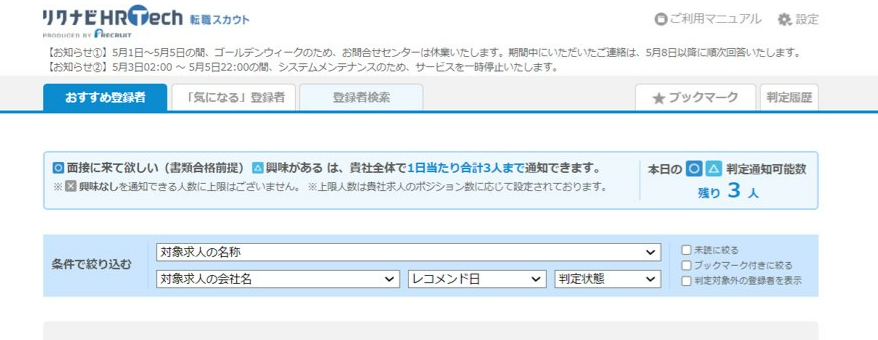 リクナビHRTech 転職スカウト
PRODUCED BY RECRUIT
ご利用マニュアル 設定
【お知らせ①】5月1日～5月5日の間、ゴールデンウィークのため、お問合せセンターは休業いたします。期間中にいただいたご連絡は、5月8日以降に順次回答いたします。
【お知らせ②】5月3日02:00 ～ 5月5日22:00の間、システムメンテナンスのため、サービスを一時停止いたします。
おすすめ登録者 「気になる」登録者 登録者検索 ブックマーク 判定履歴
面接に来て欲しい（書類合格前提） 興味がある は、貴社全体で1日当たり合計3人まで通知できます。
※ 興味なしを通知できる人数に上限はございません。 ※上限人数は貴社求人のポジション数に応じて設定されております。
本日の 判定通知可能数
残り 3 人
条件で絞り込む
対象求人の名称
対象求人の会社名 レコメンド日 判定状態
未読に絞る
ブックマーク付きに絞る
判定対象外の登録者を表示